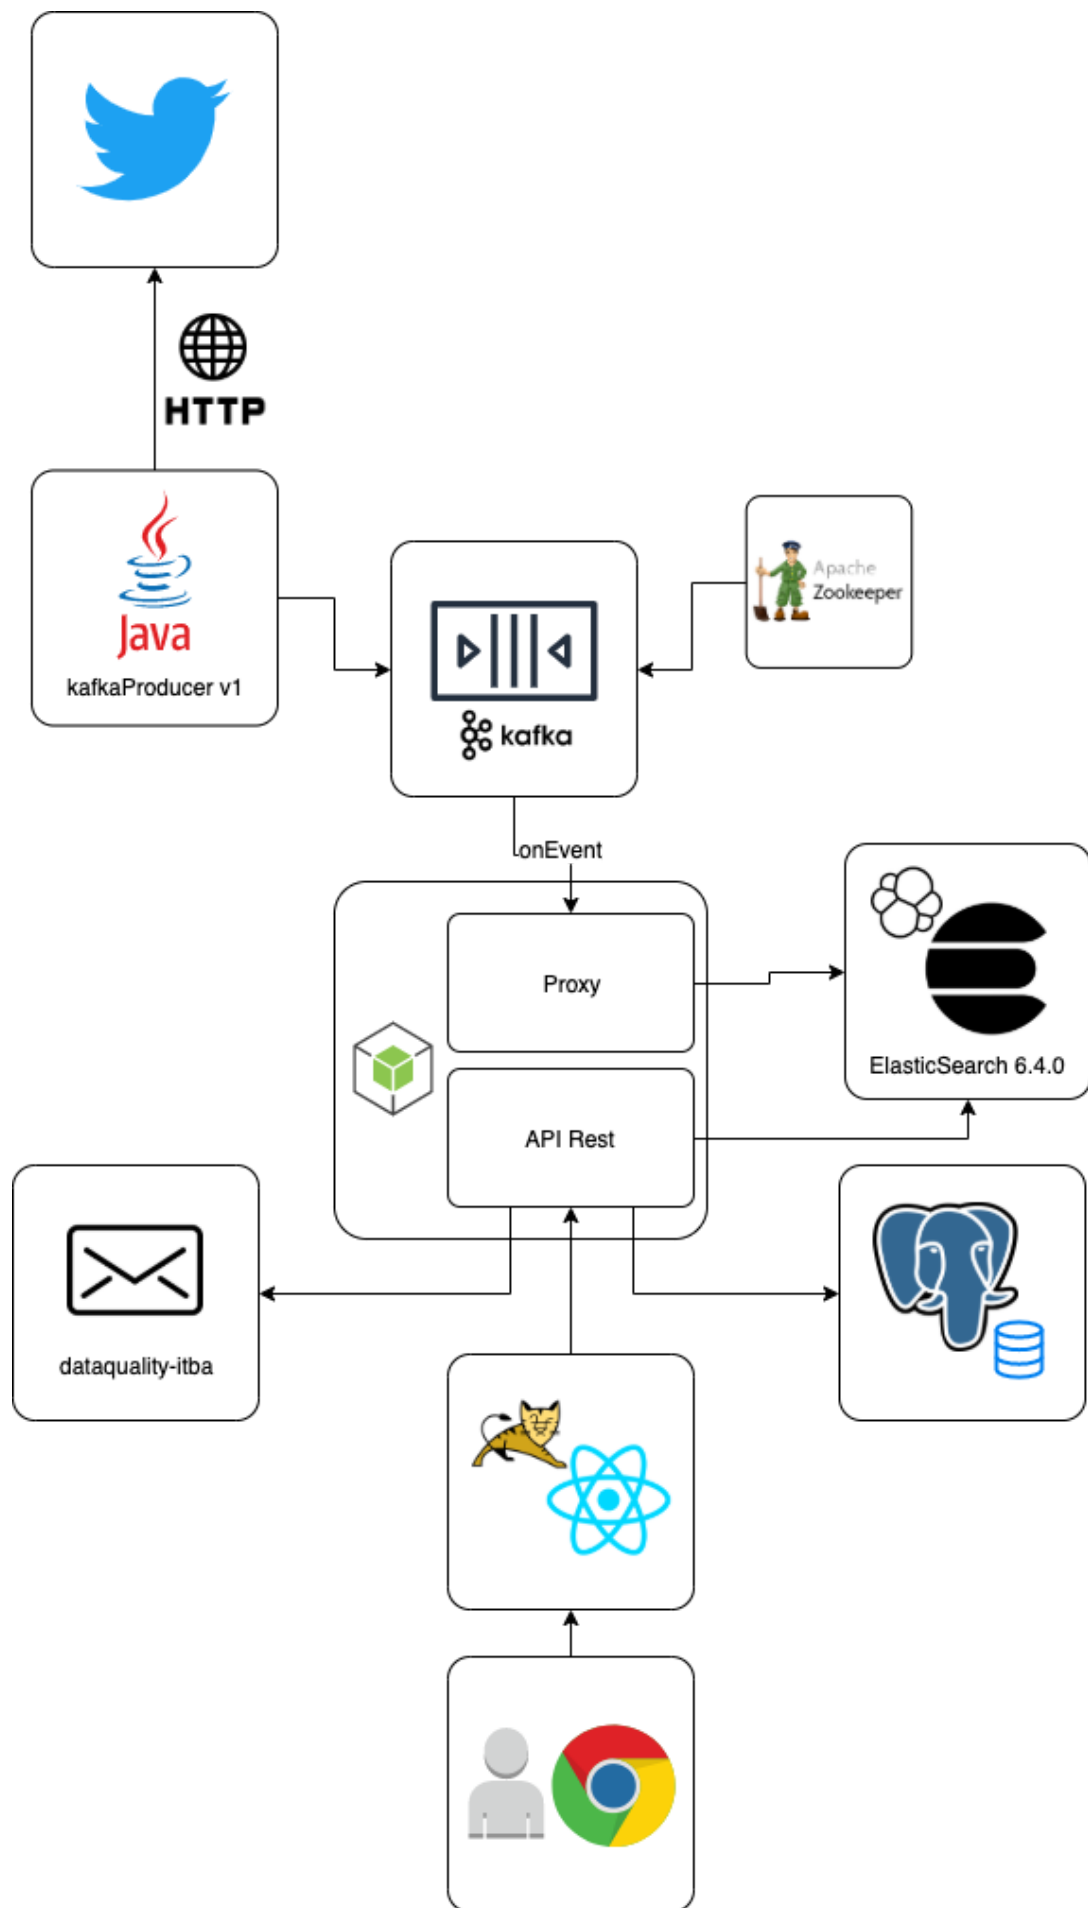 HTTP
Java
kafkaProducer v1
Apache
Zookeeper
kafka
onEvent
Proxy
ElasticSearch 6.4.0
API Rest
dataquality-itba